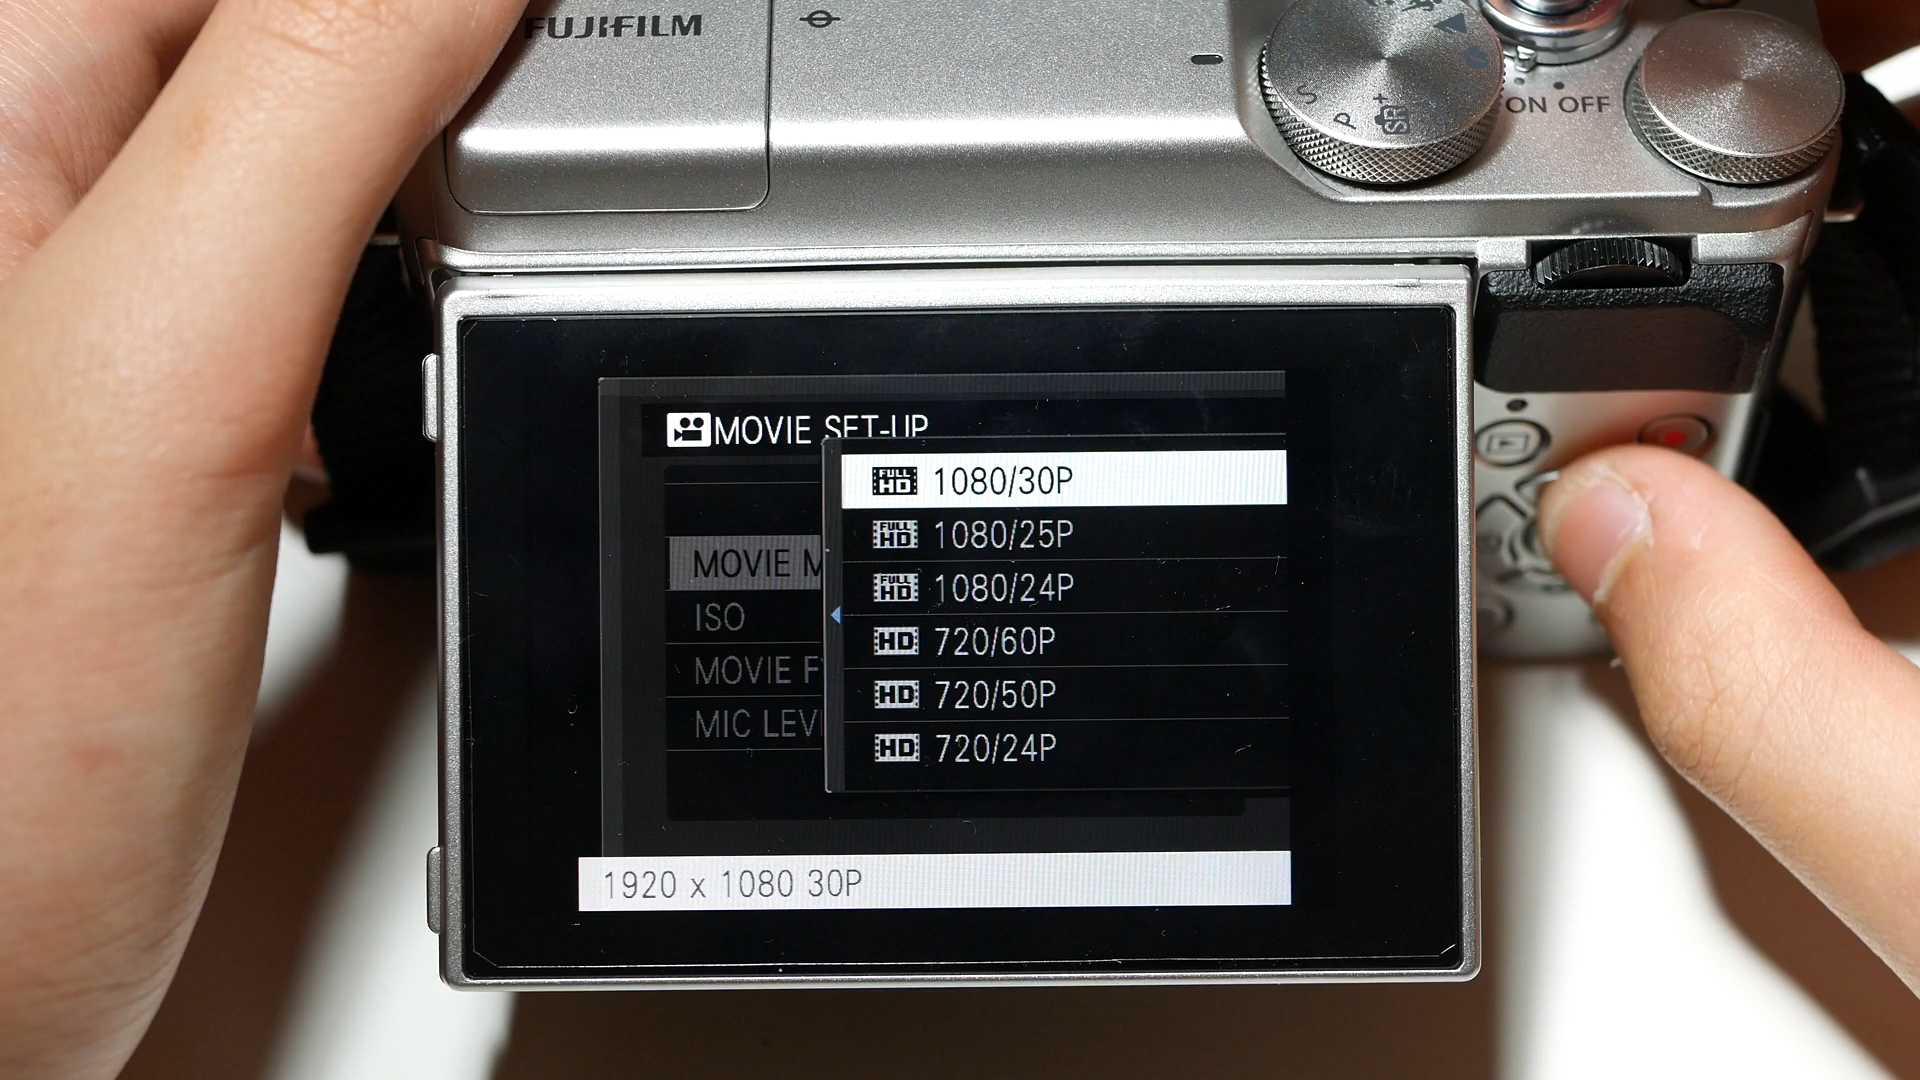 FUJIFILM
S
P
SR+
ON OFF
MOVIE SET-UP
FULL HD 1080/30P
FULL HD 1080/25P
MOVIE M
FULL HD 1080/24P
ISO
HD 720/60P
MOVIE F
HD 720/50P
MIC LEV
HD 720/24P
1920 x 1080 30P